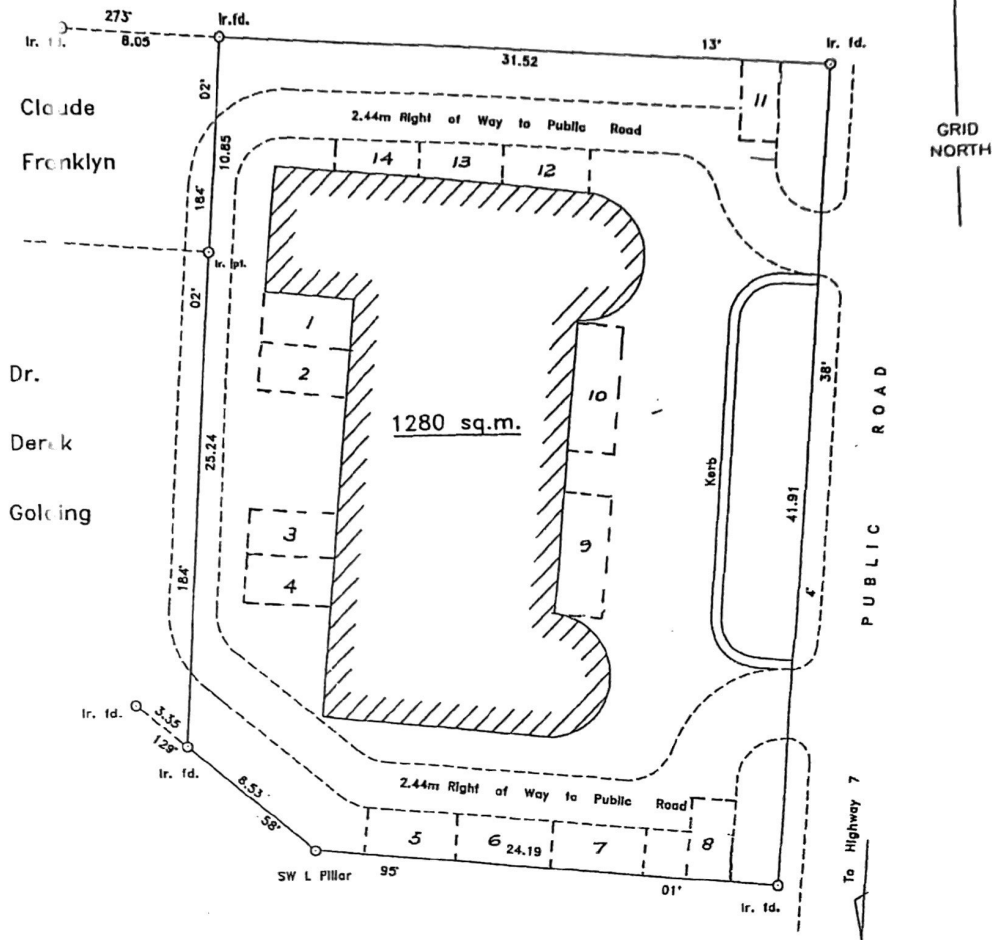 273°
Ir. fd.
8.05
Ir.fd.
31.52
13'
Ir. fd.
02'
10.85
184°
2.44m Right of Way to Public Road
11
14
13
12
GRID
NORTH
Claude
Franklyn
Ir. pt.
02'
25.24
184°
1
2
10
1280 sq.m.
38'
41.91
4°
Kerb
PUBLIC ROAD
Dr.
Derek
Golding
3
4
9
Ir. fd.
3.35
129°
Ir. fd.
8.53
58'
2.44m Right of Way to Public Road
5
6
24.19
7
8
SW L Pillar
95°
01'
Ir. fd.
To Highway 7